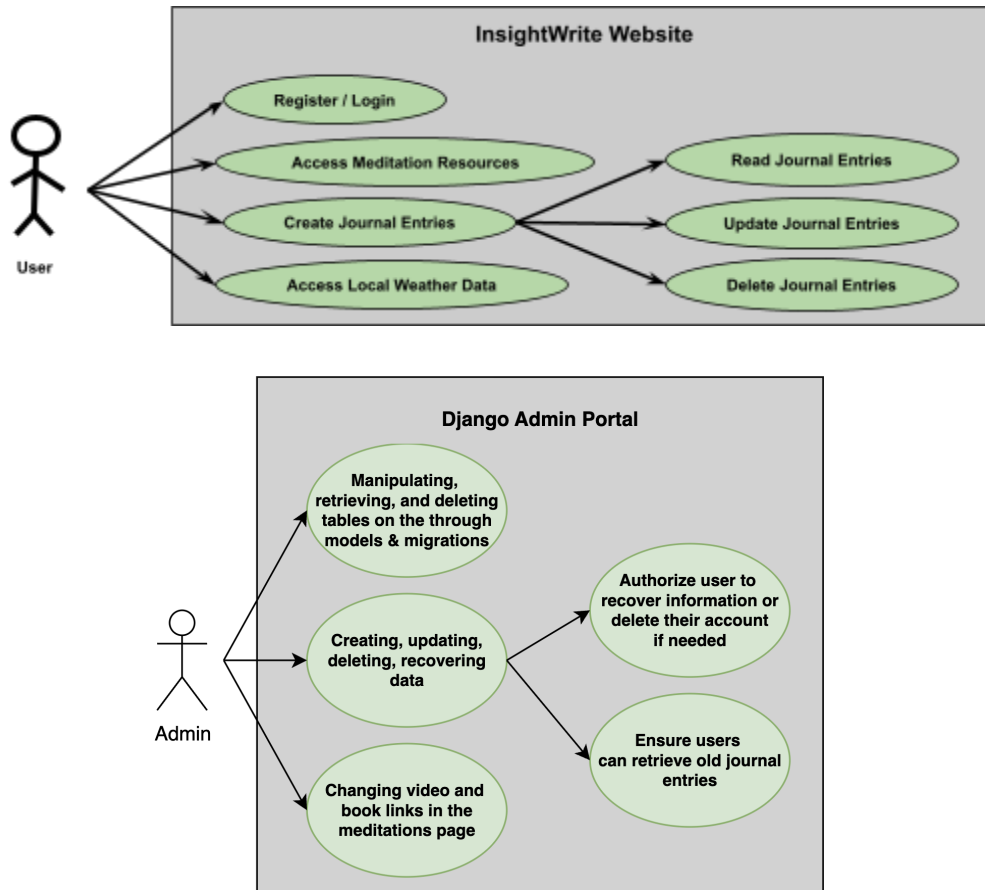 InsightWrite Website
Register / Login
Access Meditation Resources
Read Journal Entries
Create Journal Entries
Update Journal Entries
User
Access Local Weather Data
Delete Journal Entries
Django Admin Portal
Manipulating,
retrieving, and deleting
tables on the through
models & migrations
Authorize user to
recover information or
delete their account
if needed
Creating, updating,
deleting, recovering
data
Admin
Ensure users
can retrieve old journal
entries
Changing video and
book links in the
meditations page